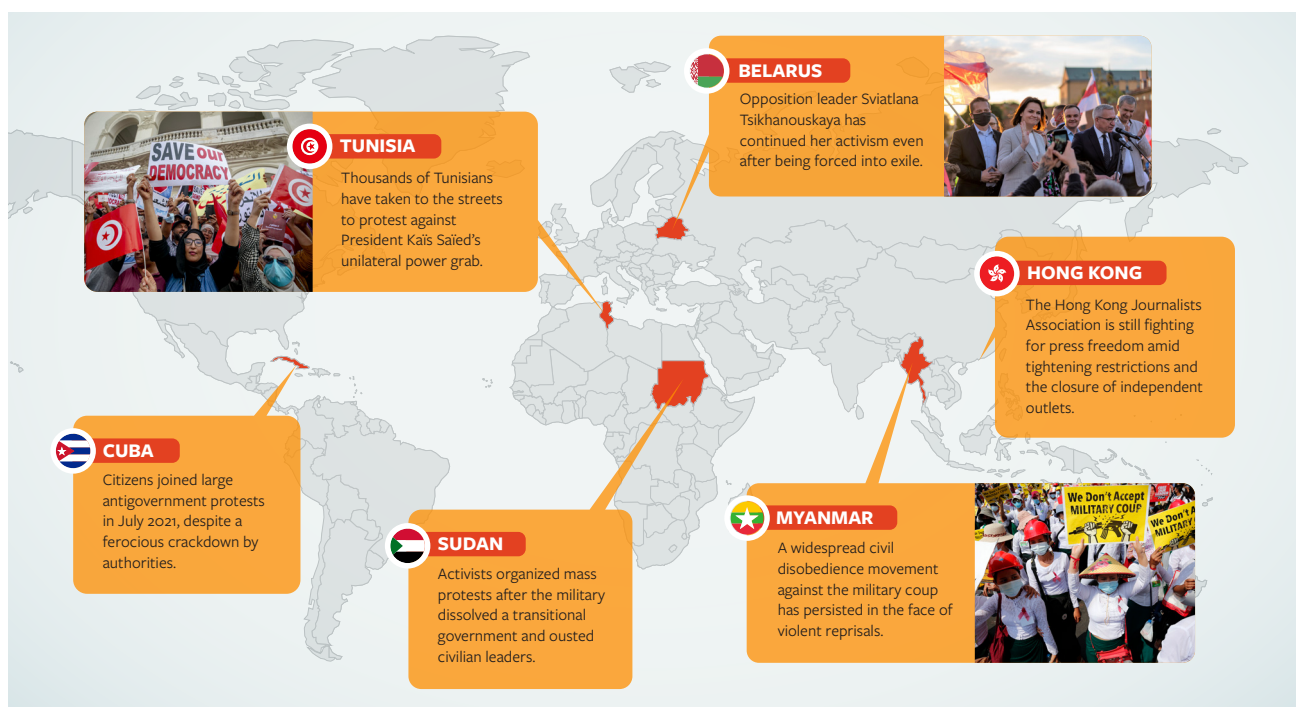 BELARUS
Opposition leader Sviatlana
Tsikhanouskaya has
continued her activism even
after being forced into exile.
TUNISIA
Thousands of Tunisians
have taken to the streets
to protest against
President Kaïs Saïed’s
unilateral power grab.
SAVE our
DEMOCRACY
HONG KONG
The Hong Kong Journalists
Association is still fighting
for press freedom amid
tightening restrictions and
the closure of independent
outlets.
CUBA
Citizens joined large
antigovernment protests
in July 2021, despite a
ferocious crackdown by
authorities.
SUDAN
Activists organized mass
protests after the military
dissolved a transitional
government and ousted
civilian leaders.
MYANMAR
A widespread civil
disobedience movement
against the military coup
has persisted in the face of
violent reprisals.
We Don't Accept
MILITARY COUP
We Don't A
MILITARY